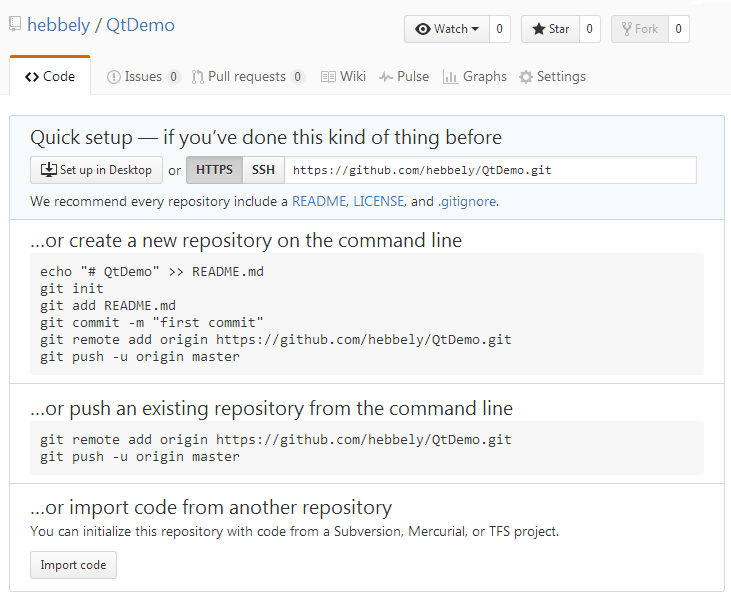 hebbely / QtDemo
Watch 0 Star 0 Fork 0
Code Issues 0 Pull requests 0 Wiki Pulse Graphs Settings
Quick setup — if you’ve done this kind of thing before
Set up in Desktop or HTTPS SSH https://github.com/hebbely/QtDemo.git
We recommend every repository include a README, LICENSE, and .gitignore.
…or create a new repository on the command line
echo "# QtDemo" >> README.md
git init
git add README.md
git commit -m "first commit"
git remote add origin https://github.com/hebbely/QtDemo.git
git push -u origin master
…or push an existing repository from the command line
git remote add origin https://github.com/hebbely/QtDemo.git
git push -u origin master
…or import code from another repository
You can initialize this repository with code from a Subversion, Mercurial, or TFS project.
Import code